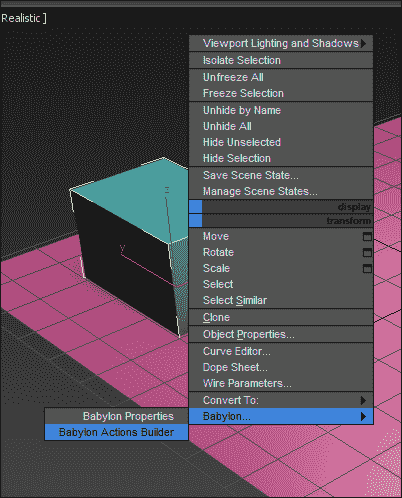 Realistic ]
Viewport Lighting and Shadows
Isolate Selection
Unfreeze All
Freeze Selection
Unhide by Name
Unhide All
Hide Unselected
Hide Selection
Save Scene State...
Manage Scene States...
display
transform
Move
Rotate
Scale
Select
Select Similar
Clone
Object Properties...
Curve Editor...
Dope Sheet...
Wire Parameters...
Convert To:
Babylon...
Babylon Properties
Babylon Actions Builder
z
y